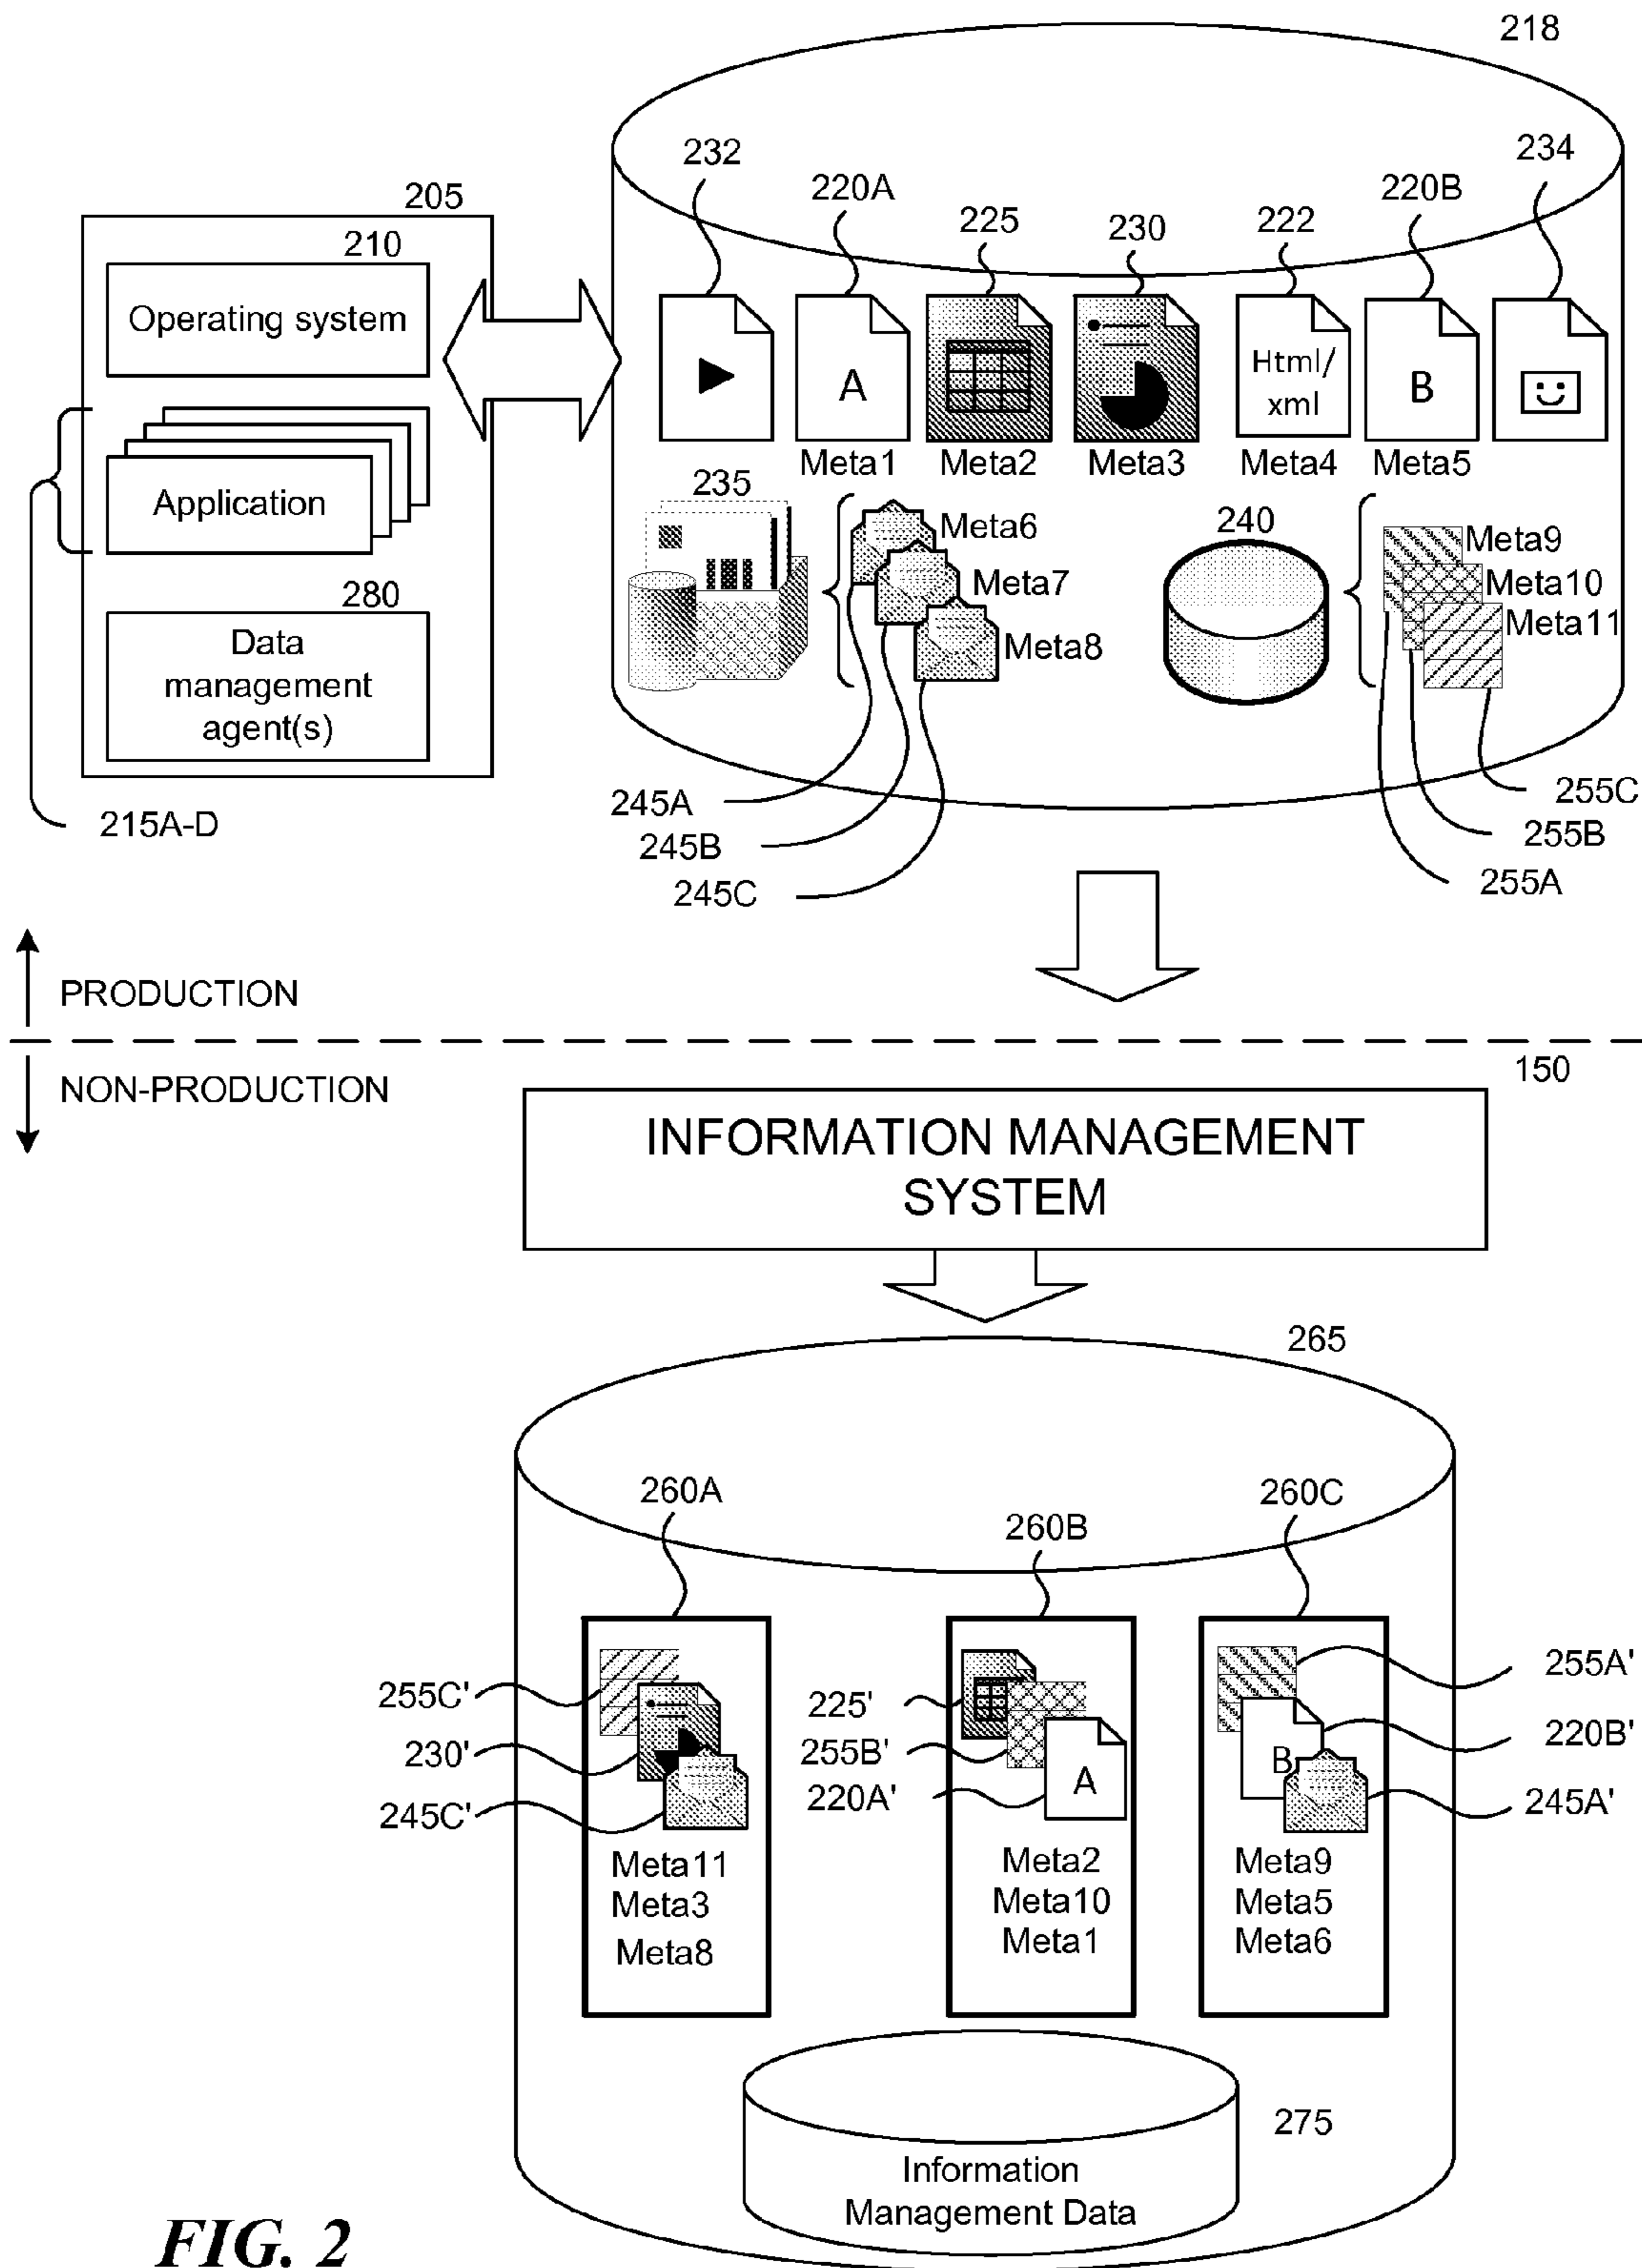 218
232
234
220A
220B
205
225
230
222
210
Operating system
Html/
xml
A
B
Meta1
Meta2
Meta3
Meta4
Meta5
235
Application
240
Meta6
Meta9
Meta7
Meta10
280
Meta11
Meta8
Data
management
agent(s)
245A
255C
215A-D
245B
255B
245C
255A
PRODUCTION
150
NON-PRODUCTION
INFORMATION MANAGEMENT
SYSTEM
265
260A
260C
260B
255C'
225'
255A'
230'
255B'
220B'
B
245C'
220A'
A
245A'
Meta11
Meta3
Meta8
Meta2
Meta10
Meta1
Meta9
Meta5
Meta6
275
Information
Management Data
FIG. 2